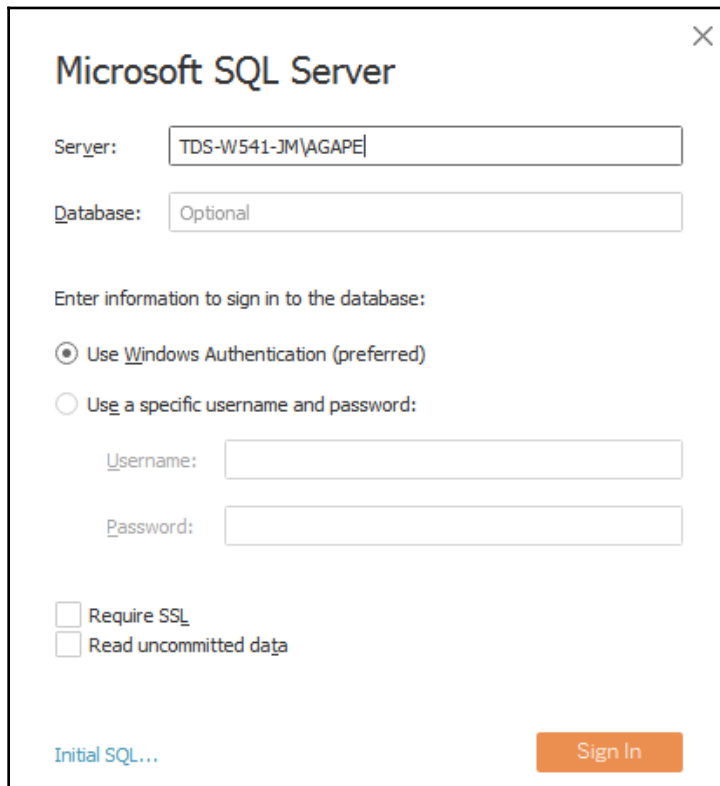 Microsoft SQL Server
Server: TDS-W541-JM\AGAPE
Database: Optional
Enter information to sign in to the database:
Use Windows Authentication (preferred)
Use a specific username and password:
Username:
Password:
Require SSL
Read uncommitted data
Initial SQL... Sign In